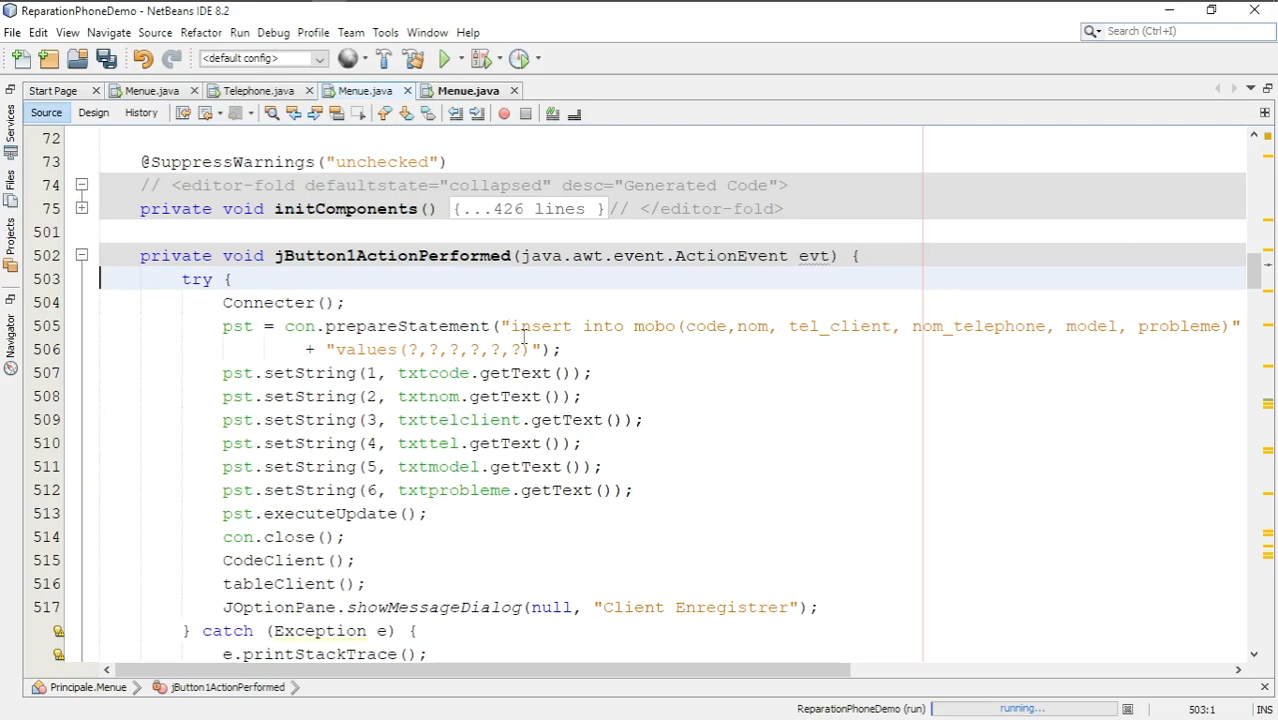 ReparationPhoneDemo - NetBeans IDE 8.2
File Edit View Navigate Source Refactor Run Debug Profile Team Tools Window Help
Search (Ctrl+I)
<default config>
Start Page Menue.java Telephone.java Menue.java Menue.java
Source Design History
Services
Files
Projects
Navigator
72
73 @SuppressWarnings("unchecked")
74 // <editor-fold defaultstate="collapsed" desc="Generated Code">
75 private void initComponents() {...426 lines }// </editor-fold>
501
502 private void jButton1ActionPerformed(java.awt.event.ActionEvent evt) {
503 try {
504 Connecter();
505 pst = con.prepareStatement("insert into mobo(code,nom, tel_client, nom_telephone, model, probleme)"
506 + "values(?,?,?,?,?,?)");
507 pst.setString(1, txtcode.getText());
508 pst.setString(2, txtnom.getText());
509 pst.setString(3, txttelclient.getText());
510 pst.setString(4, txttel.getText());
511 pst.setString(5, txtmodel.getText());
512 pst.setString(6, txtprobleme.getText());
513 pst.executeUpdate();
514 con.close();
515 CodeClient();
516 tableClient();
517 JOptionPane.showMessageDialog(null, "Client Enregistrer");
} catch (Exception e) {
e.printStackTrace();
Principale.Menue jButton1ActionPerformed
ReparationPhoneDemo (run) running... 503:1 INS